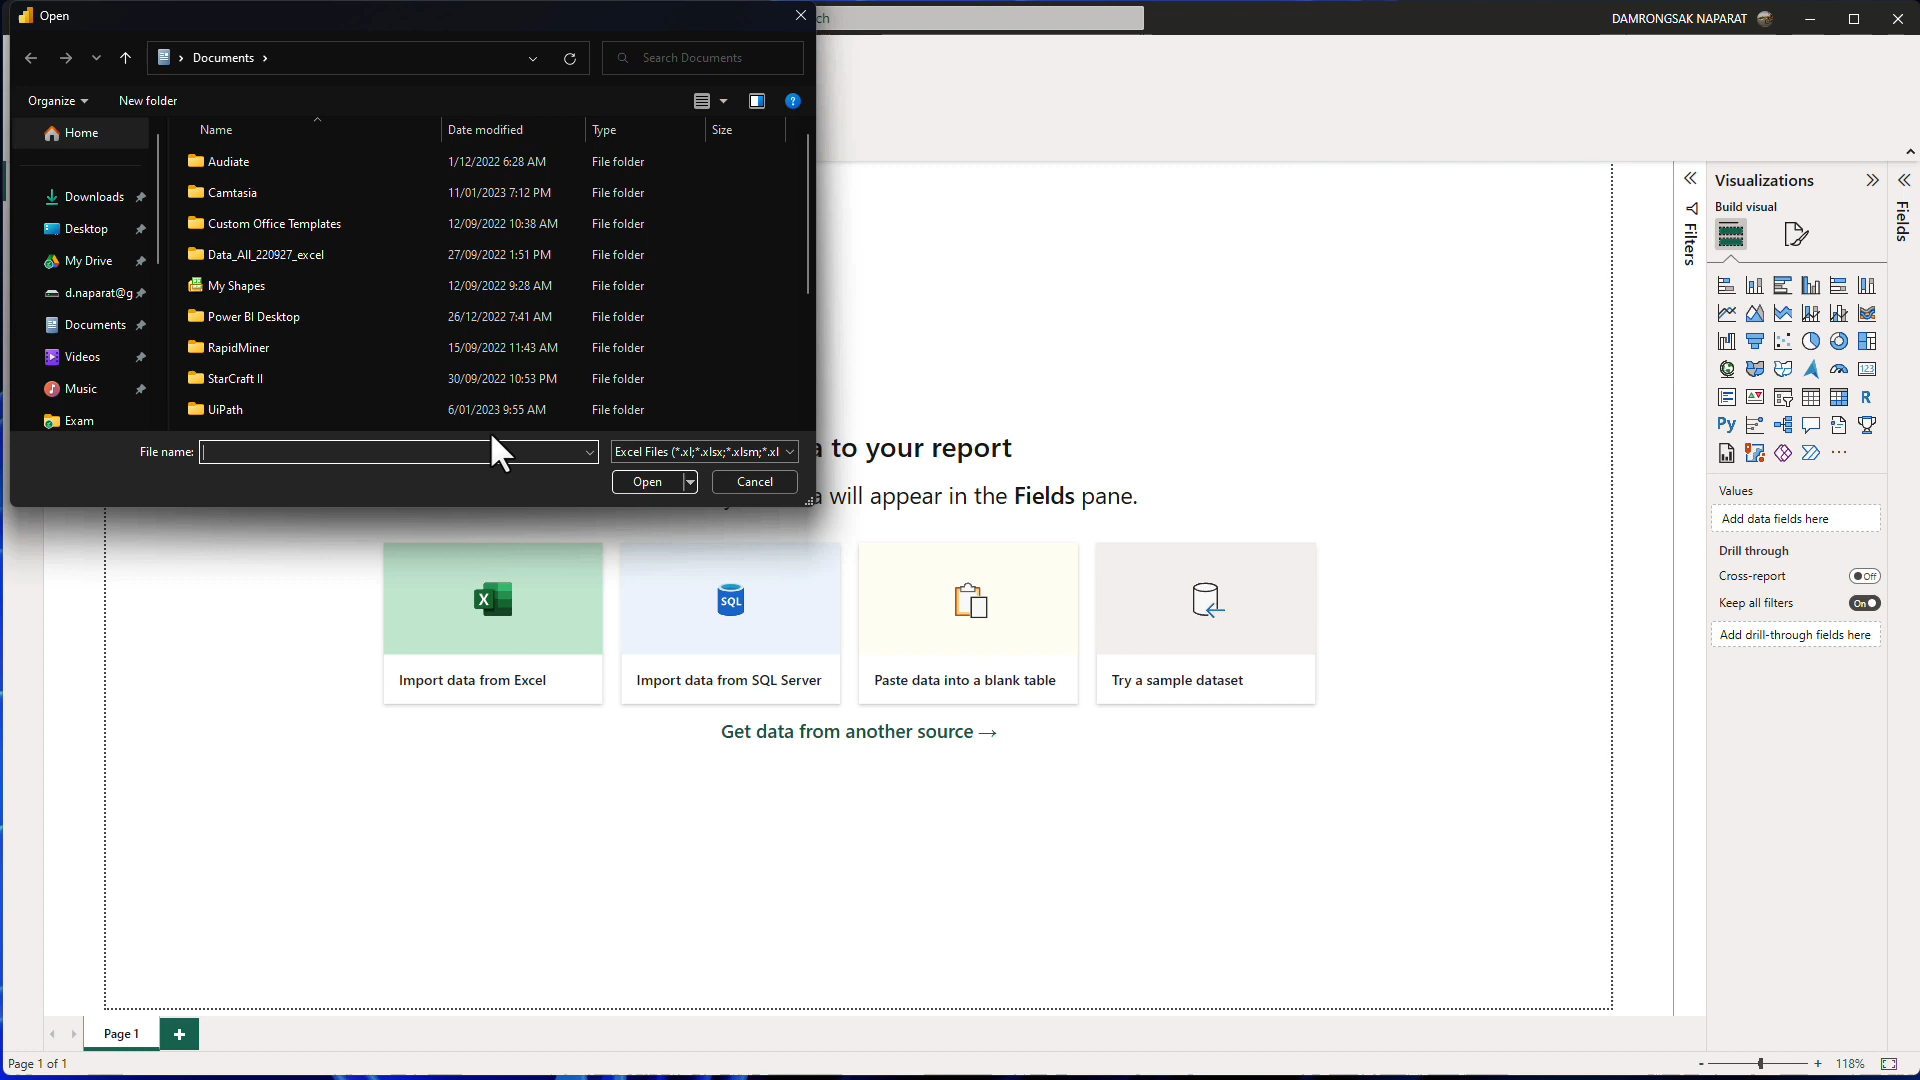 Open
ch
DAMRONGSAK NAPARAT
Documents
Search Documents
Organize
New folder
Home
Downloads
Desktop
My Drive
d.naparat@g
Documents
Videos
Music
Exam
Name
Date modified
Type
Size
Audiate
1/12/2022 6:28 AM
File folder
Camtasia
11/01/2023 7:12 PM
File folder
Custom Office Templates
12/09/2022 10:38 AM
File folder
Data_All_220927_excel
27/09/2022 1:51 PM
File folder
My Shapes
12/09/2022 9:28 AM
File folder
Power BI Desktop
26/12/2022 7:41 AM
File folder
RapidMiner
15/09/2022 11:43 AM
File folder
StarCraft II
30/09/2022 10:53 PM
File folder
UiPath
6/01/2023 9:55 AM
File folder
File name:
Excel Files (*.xl;*.xlsx;*.xlsm;*.xl
Open
Cancel
a to your report
a will appear in the Fields pane.
SQL
Import data from Excel
Import data from SQL Server
Paste data into a blank table
Try a sample dataset
Get data from another source →
Filters
Visualizations
Build visual
123
R
Py
Values
Add data fields here
Drill through
Cross-report
Off
Keep all filters
On
Add drill-through fields here
Fields
Page 1
+
Page 1 of 1
- + 118%